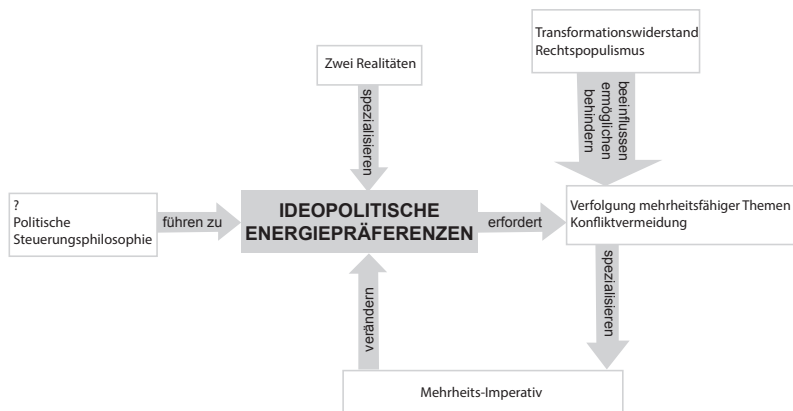 Transformationswiderstand
Rechtspopulismus
Zwei Realitäten
spezialisieren
beeinflussen
ermöglichen
behindern
?
Politische
Steuerungsphilosophie
führen zu
IDEOPOLITISCHE
ENERGIEPRÄFERENZEN
erfordert
Verfolgung mehrheitsfähiger Themen
Konfliktvermeidung
verändern
spezialisieren
Mehrheits-Imperativ